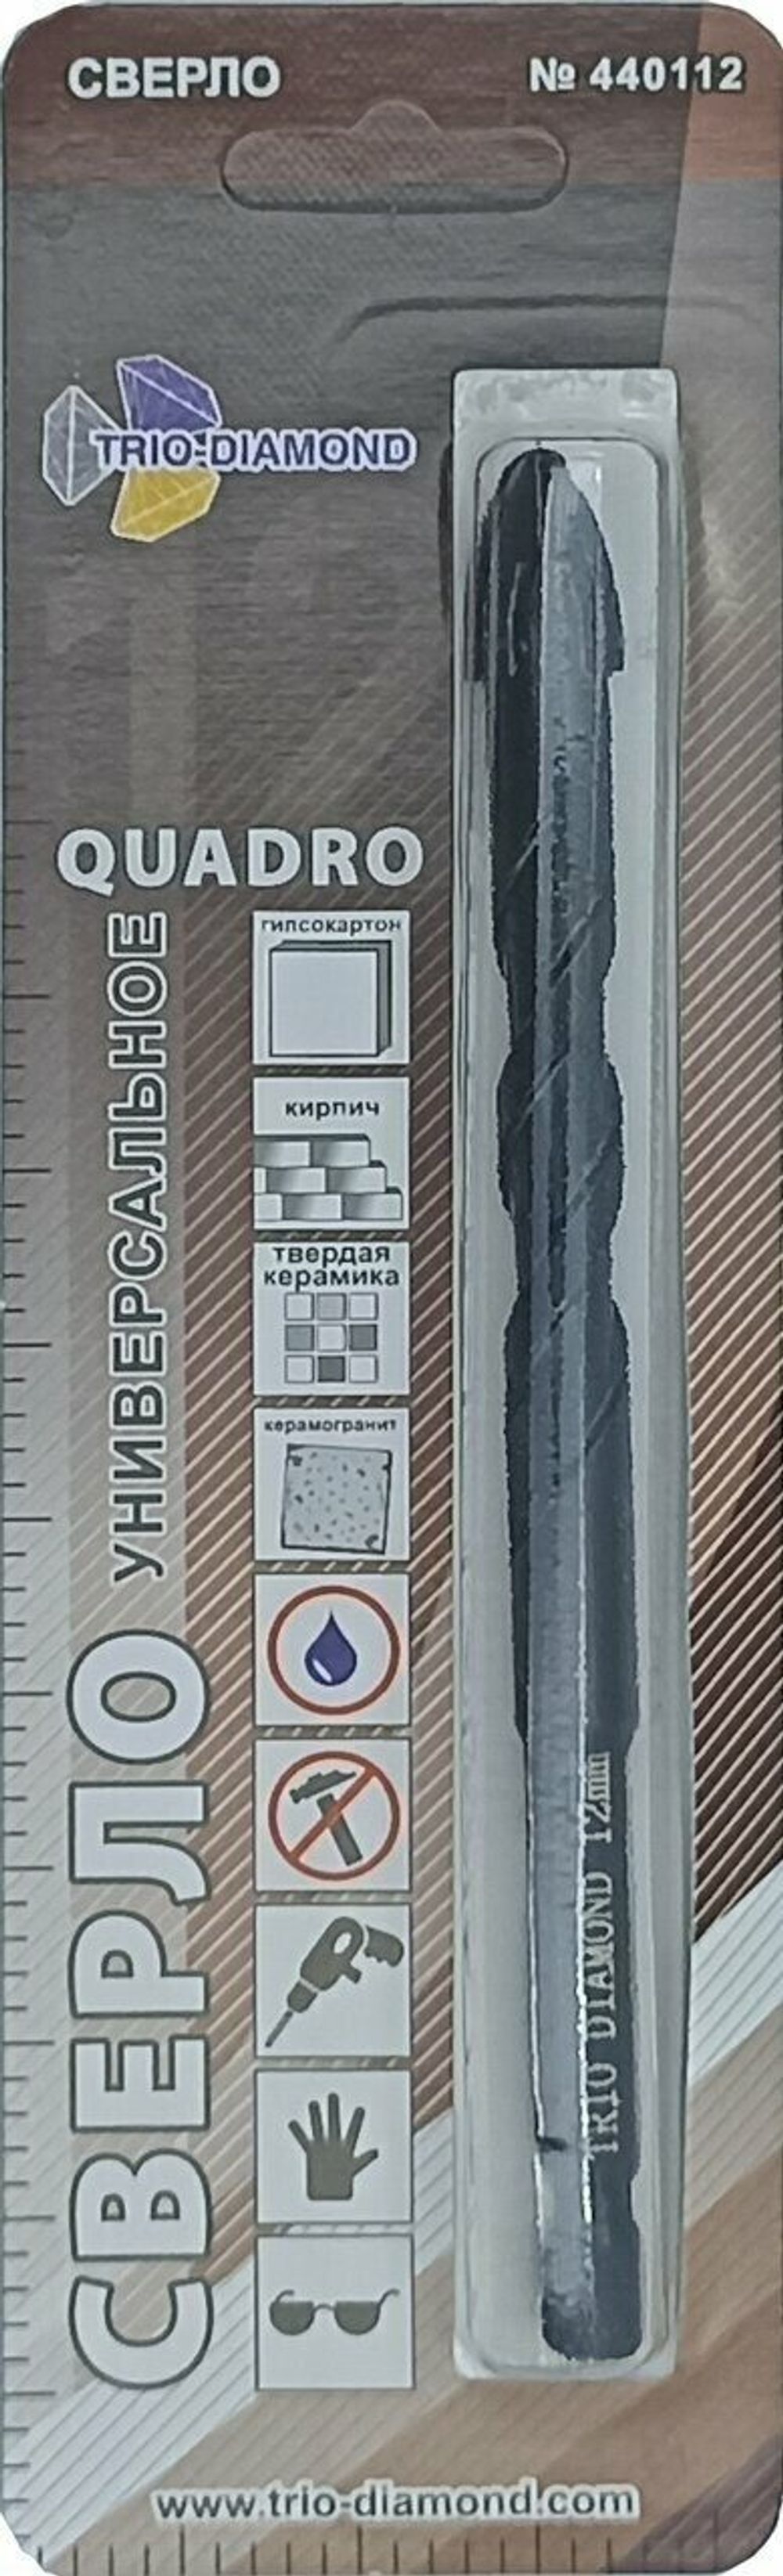 СВЕРЛО
№ 440112
TRIO-DIAMOND
QUADRO
СВЕРЛО УНИВЕРСАЛЬНОЕ
гипсокартон
кирпич
твердая
керамика
керамогранит
TRIO DIAMOND 12mm
www.trio-diamond.com